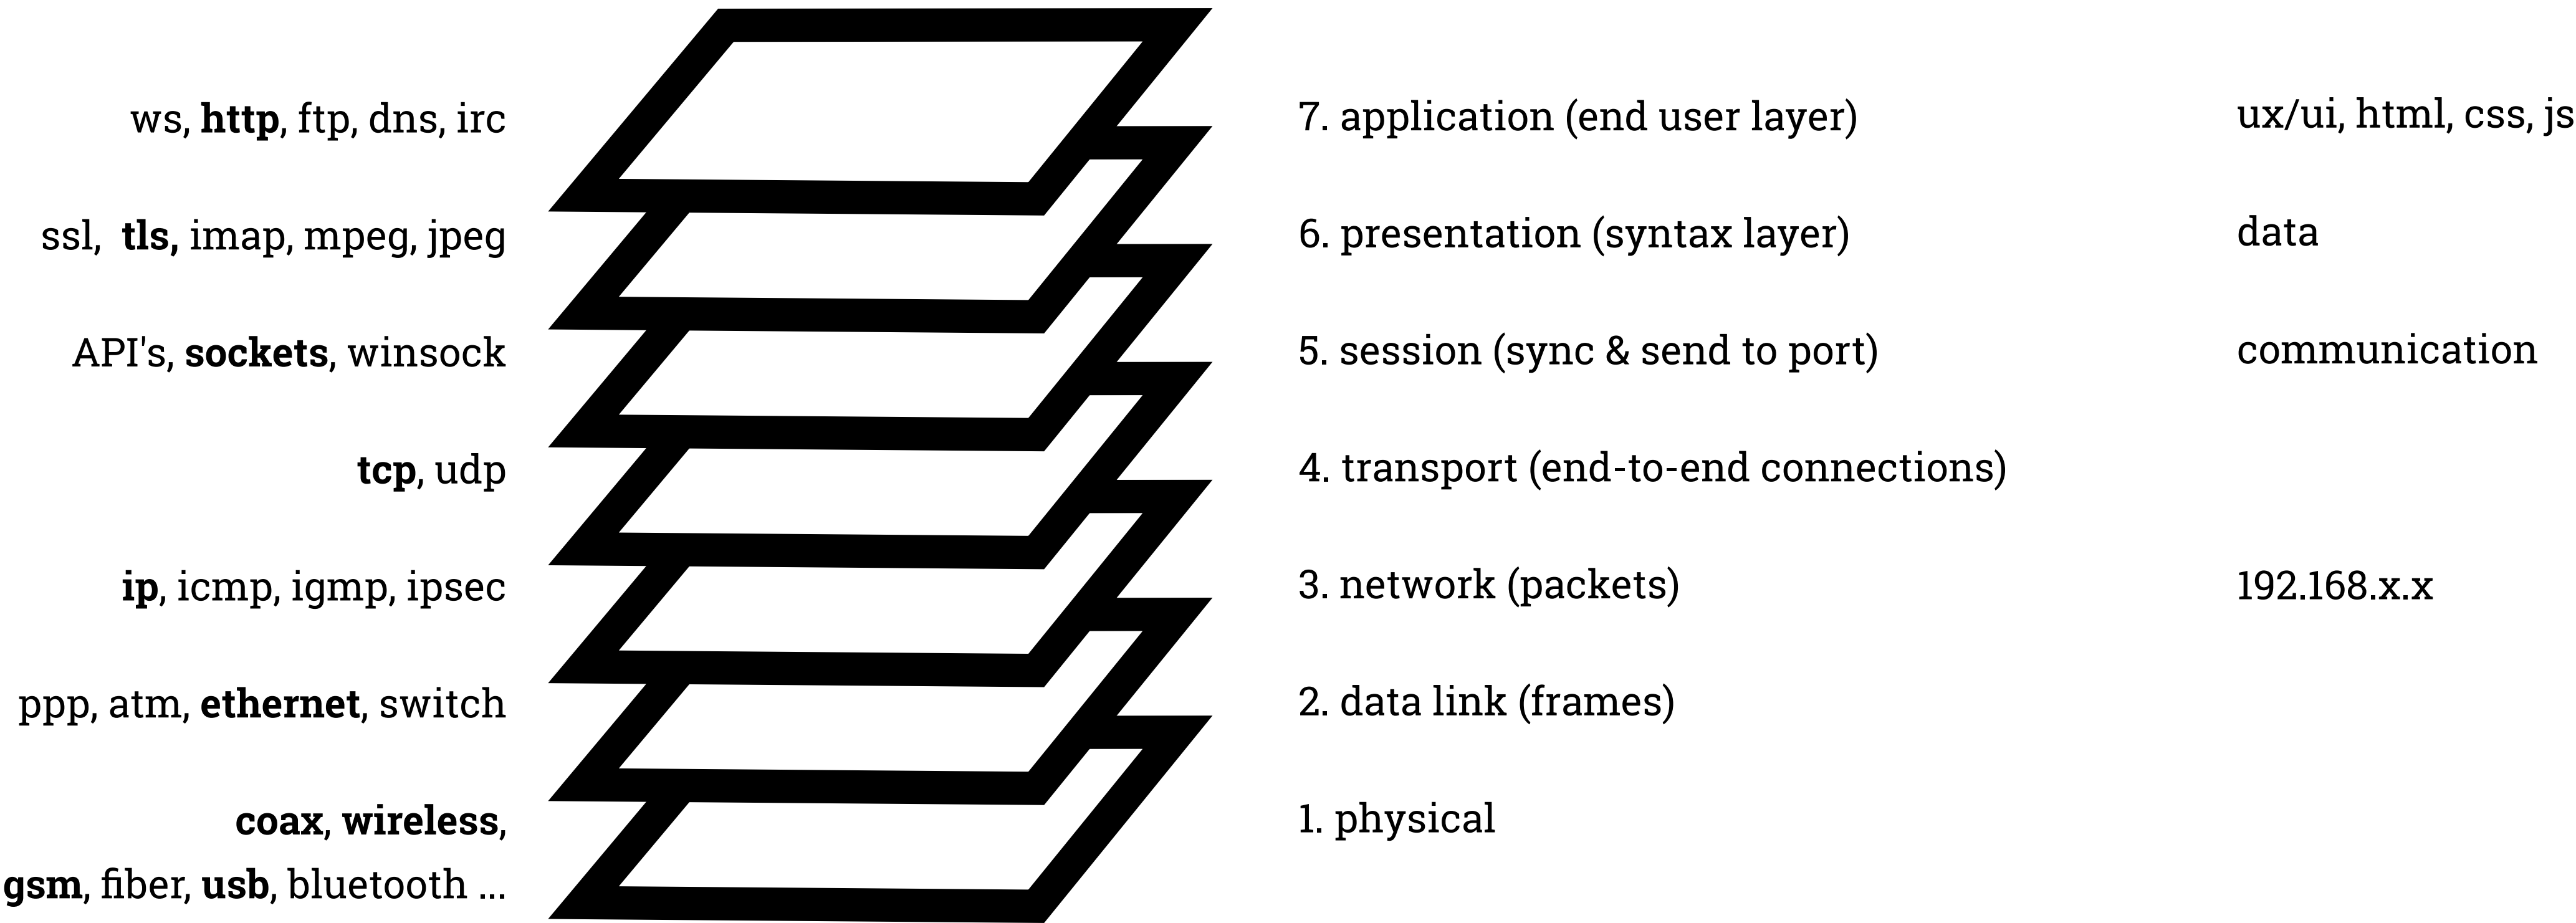 ws, http, ftp, dns, irc
7. application (end user layer)
ux/ui, html, css, js
ssl, tls, imap, mpeg, jpeg
6. presentation (syntax layer)
data
API's, sockets, winsock
5. session (sync & send to port)
communication
tcp, udp
4. transport (end-to-end connections)
ip, icmp, igmp, ipsec
3. network (packets)
192.168.x.x
ppp, atm, ethernet, switch
2. data link (frames)
coax, wireless,
gsm, fiber, usb, bluetooth ...
1. physical